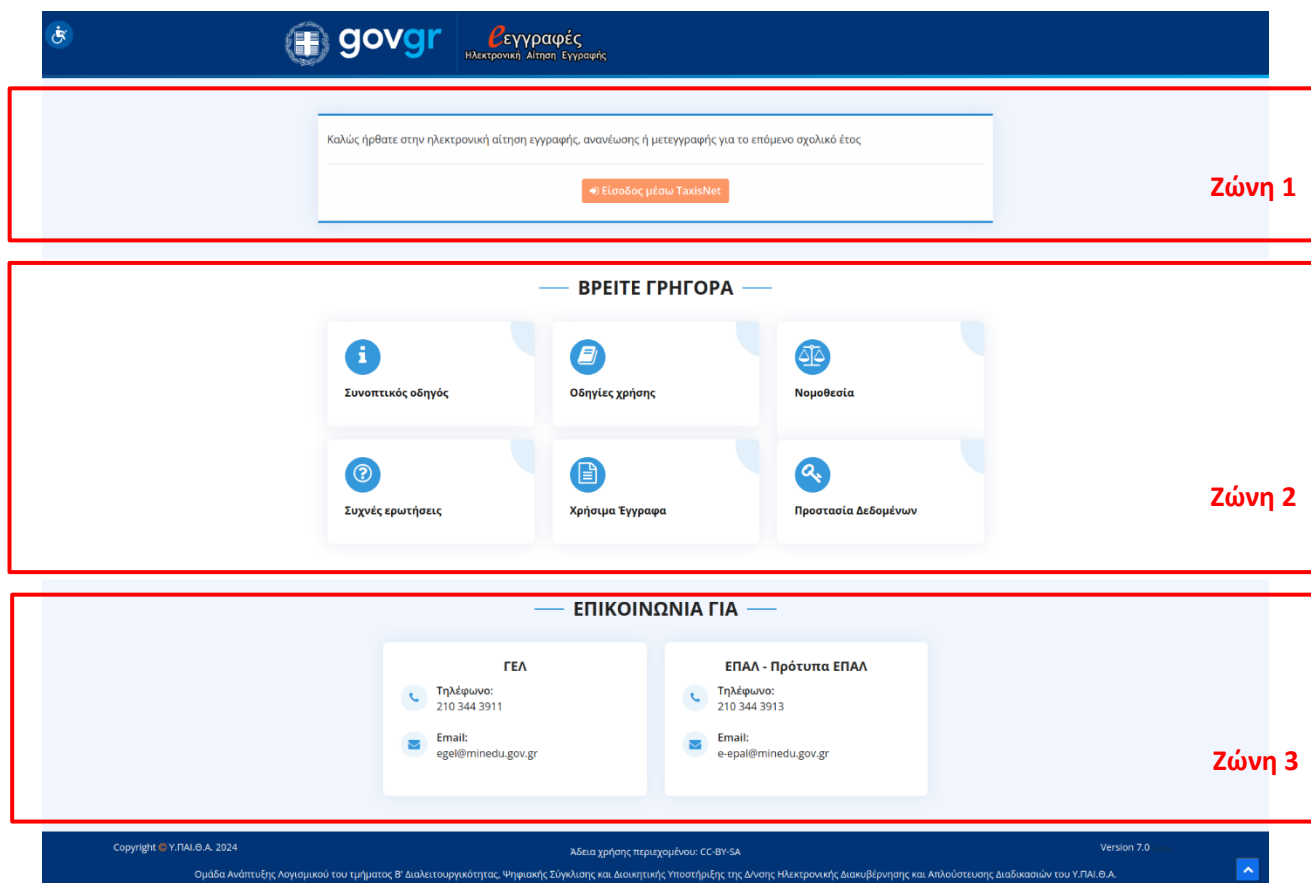 govgr
eεγγραφές
Ηλεκτρονική Αίτηση Εγγραφής
Καλώς ήρθατε στην ηλεκτρονική αίτηση εγγραφής, ανανέωσης ή μετεγγραφής για το επόμενο σχολικό έτος
Είσοδος μέσω TaxisNet
Ζώνη 1
ΒΡΕΙΤΕ ΓΡΗΓΟΡΑ
Συνοπτικός οδηγός
Οδηγίες χρήσης
Νομοθεσία
Συχνές ερωτήσεις
Χρήσιμα Έγγραφα
Προστασία Δεδομένων
Ζώνη 2
ΕΠΙΚΟΙΝΩΝΙΑ ΓΙΑ
ΓΕΛ
Τηλέφωνο:
210 344 3911
Email:
egel@minedu.gov.gr
ΕΠΑΛ - Πρότυπα ΕΠΑΛ
Τηλέφωνο:
210 344 3913
Email:
e-epal@minedu.gov.gr
Ζώνη 3
Copyright © Υ.ΠΑΙ.Θ.Α. 2024
Άδεια χρήσης περιεχομένου: CC-BY-SA
Version 7.0
Ομάδα Ανάπτυξης Λογισμικού του τμήματος Β' Διαλειτουργικότητας, Ψηφιακής Σύγκλισης και Διοικητικής Υποστήριξης της Δ/νσης Ηλεκτρονικής Διακυβέρνησης και Απλούστευσης Διαδικασιών του Υ.ΠΑΙ.Θ.Α.